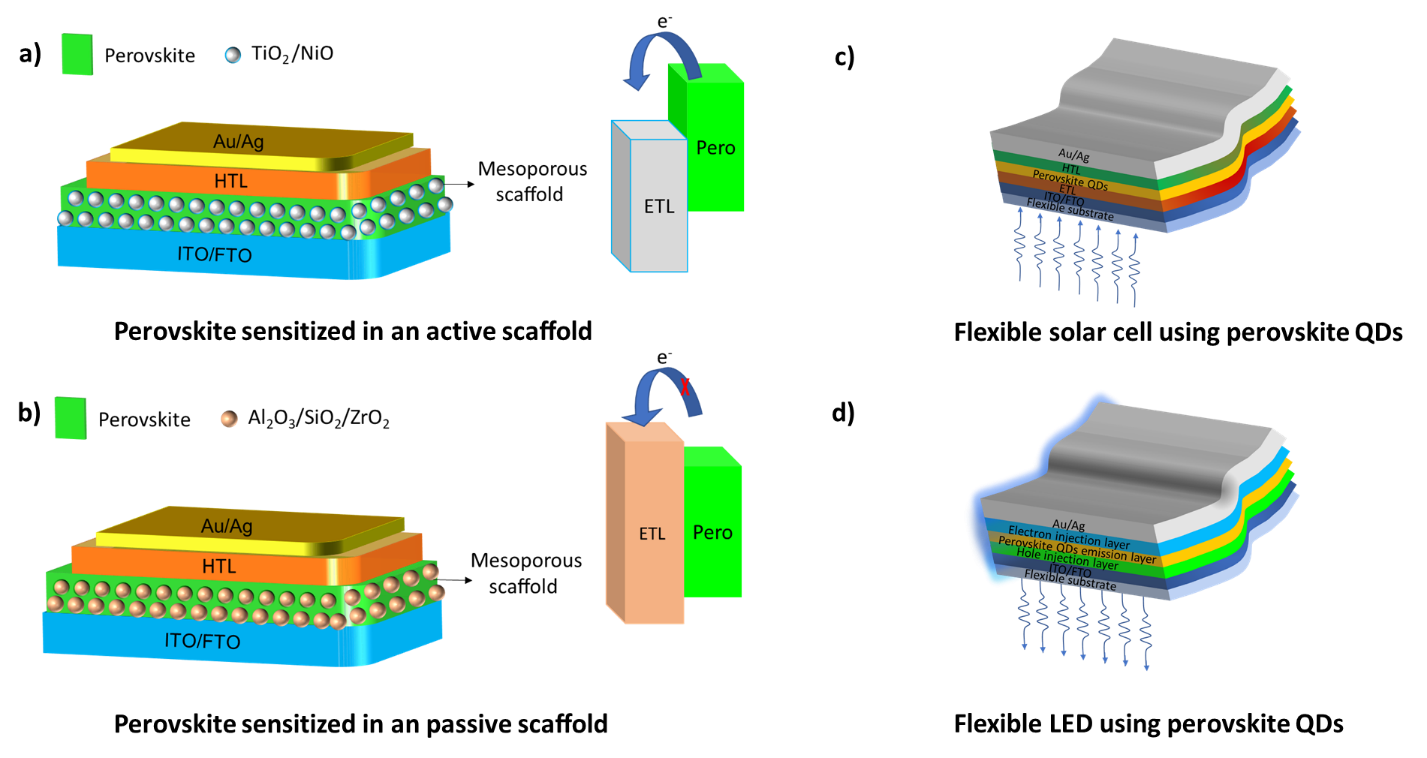 a)
Perovskite
TiO₂/NiO
Au/Ag
HTL
ITO/FTO
Mesoporous
scaffold
e⁻
Pero
ETL
Perovskite sensitized in an active scaffold
b)
Perovskite
Al₂O₃/SiO₂/ZrO₂
Au/Ag
HTL
ITO/FTO
Mesoporous
scaffold
e⁻
X
ETL
Pero
Perovskite sensitized in an passive scaffold
c)
Au/Ag
HTL
Perovskite QDs
ETL
ITO/FTO
Flexible substrate
Flexible solar cell using perovskite QDs
d)
Au/Ag
Electron injection layer
Perovskite QDs emission layer
Hole injection layer
ITO/FTO
Flexible substrate
Flexible LED using perovskite QDs